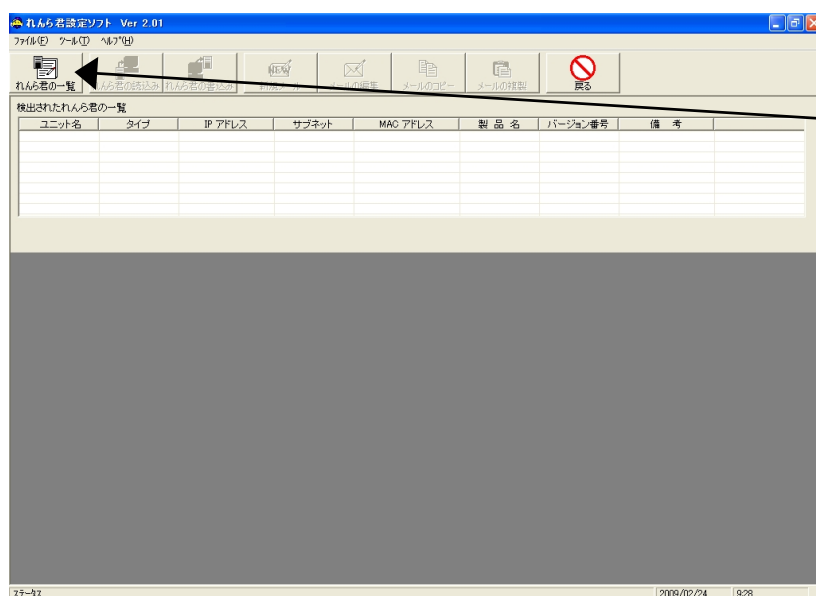 れんら君設定ソフト Ver 2.01
ファイル(F) ツール(T) ヘルプ(H)
れんら君の一覧 れんら君の読込み れんら君の書込み 新規メール メールの編集 メールのコピー メールの複製 戻る
検出されたれんら君の一覧
ユニット名 タイプ IP アドレス サブネット MAC アドレス 製 品 名 バージョン番号 備 考
ステータス 2009/02/24 9:28